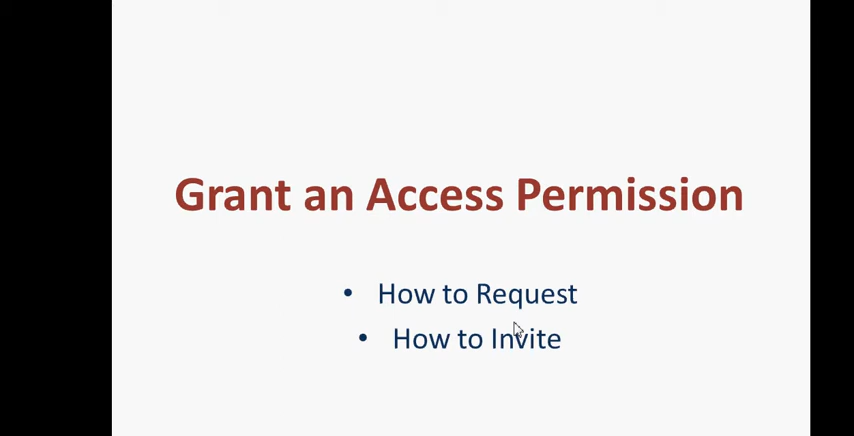 Grant an Access Permission
• How to Request
• How to Invite